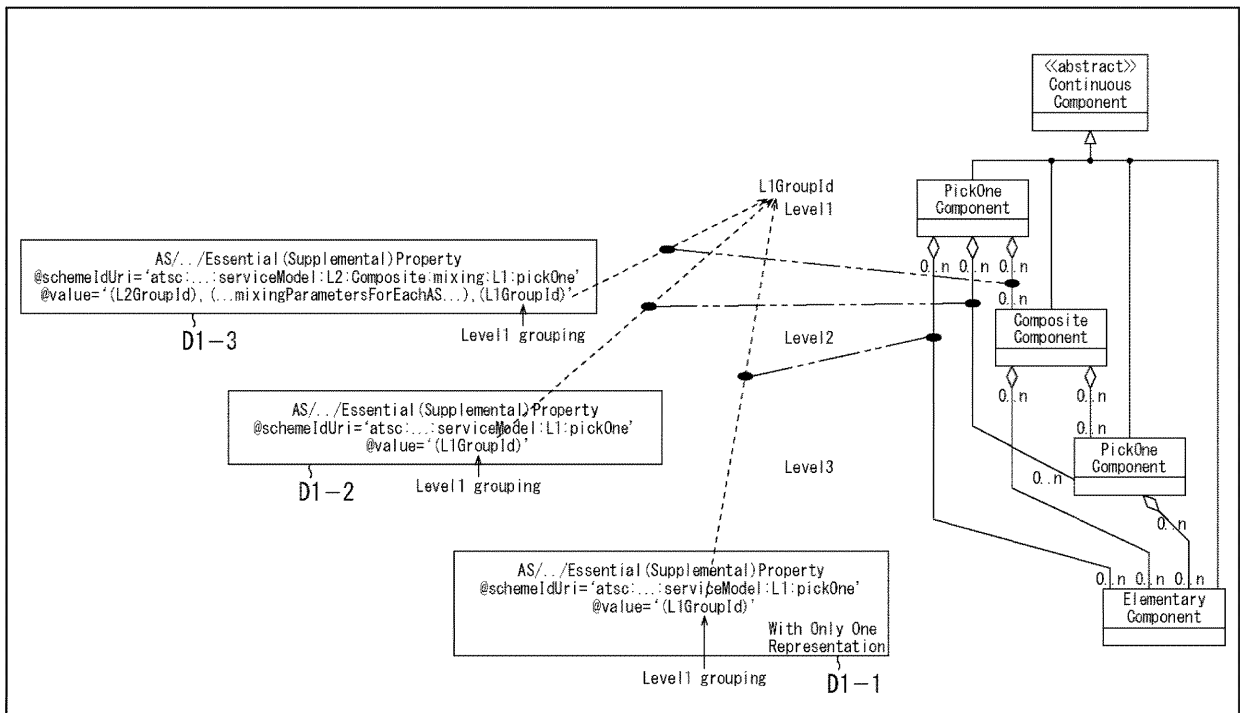 <<abstract>>
Continuous
Component
L1GroupId
Level1
PickOne
Component
AS/../Essential(Supplemental)Property
@schemeIdUri='atsc:...:serviceModel:L2:Composite:mixing:L1:pickOne'
@value='(L2GroupId),(...mixingParametersForEachAS...),(L1GroupId)'
D1-3
Level1 grouping
0..n
0..n
0..n
0..n
Level2
Composite
Component
0..n
0..n
AS/../Essential(Supplemental)Property
@schemeIdUri='atsc:...:serviceModel:L1:pickOne'
@value='(L1GroupId)'
D1-2
Level1 grouping
Level3
0..n
PickOne
Component
0..n
0..n
AS/../Essential(Supplemental)Property
@schemeIdUri='atsc:...:serviceModel:L1:pickOne'
@value='(L1GroupId)'
With Only One
Representation
D1-1
Level1 grouping
0..n
0..n
0..n
Elementary
Component